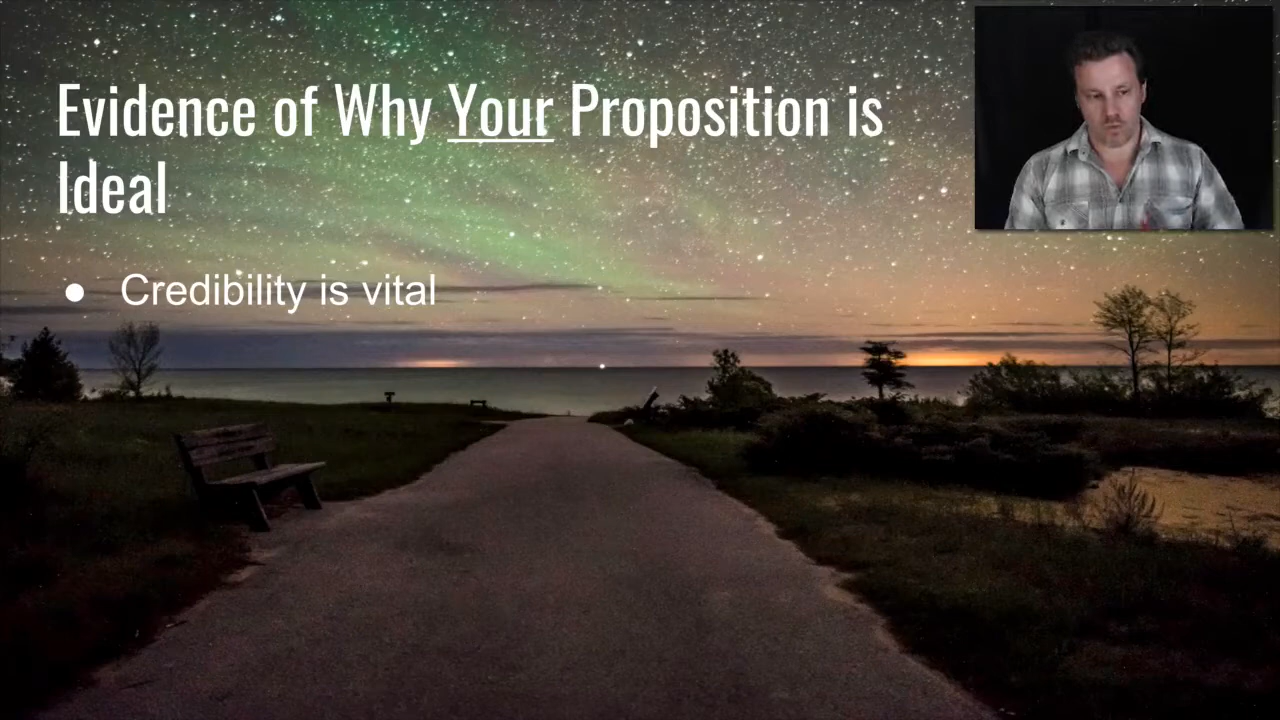 Evidence of Why Your Proposition is
Ideal
● Credibility is vital